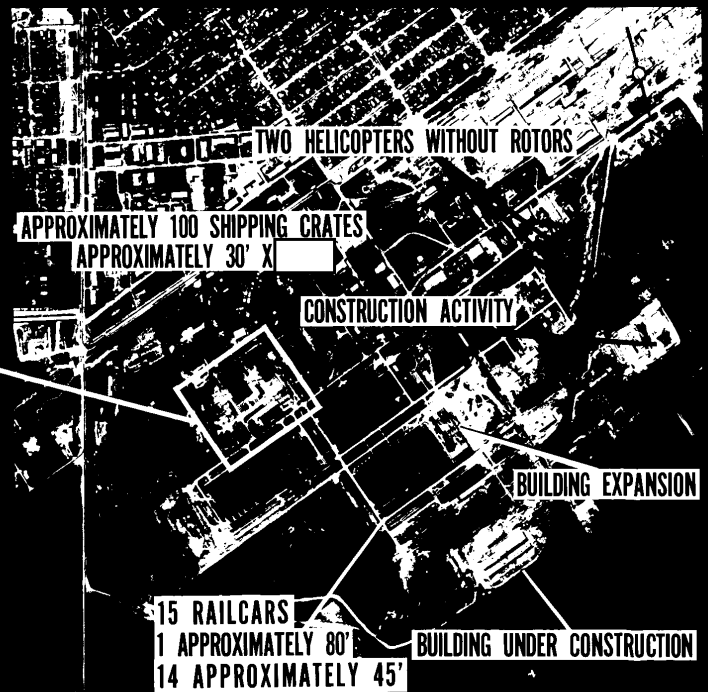 TWO HELICOPTERS WITHOUT ROTORS
APPROXIMATELY 100 SHIPPING CRATES
APPROXIMATELY 30' X
CONSTRUCTION ACTIVITY
BUILDING EXPANSION
15 RAILCARS
1 APPROXIMATELY 80'
14 APPROXIMATELY 45'
BUILDING UNDER CONSTRUCTION